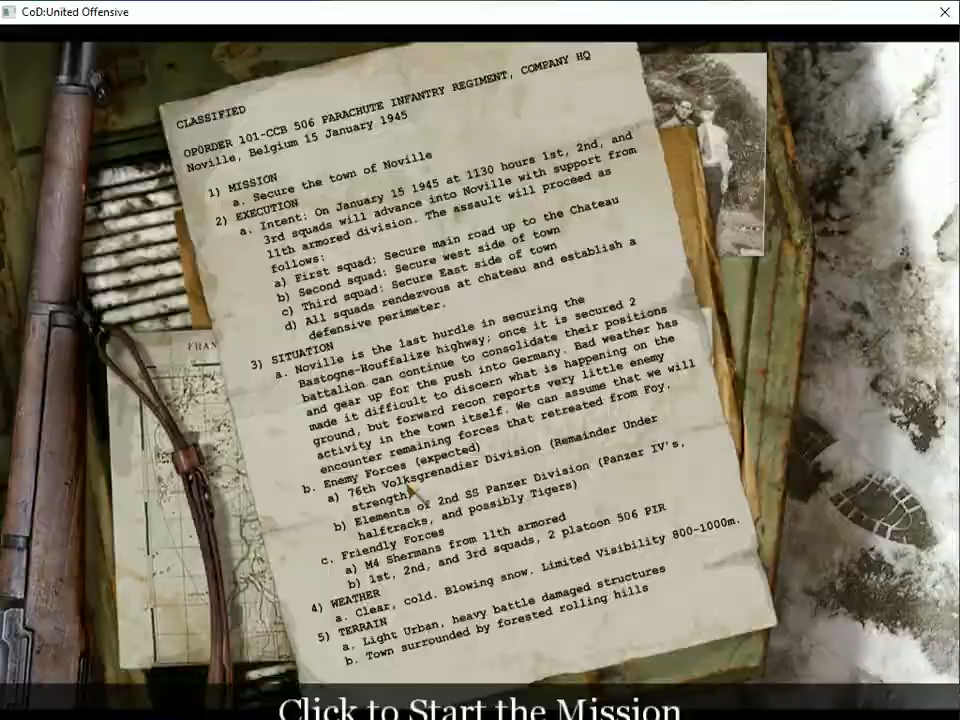 CoD:United Offensive
CLASSIFIED
OPORDER 101-CCB 506 PARACHUTE INFANTRY REGIMENT, COMPANY HQ
Noville, Belgium 15 January 1945
1) MISSION
a. Secure the town of Noville
2) EXECUTION
a. Intent: On January 15 1945 at 1130 hours 1st, 2nd, and
3rd squads will advance into Noville with support from
11th armored division. The assault will proceed as
follows:
a) First squad: Secure main road up to the Chateau
b) Second squad: Secure west side of town
c) Third squad: Secure East side of town
d) All squads rendezvous at chateau and establish a
defensive perimeter.
3) SITUATION
a. Noville is the last hurdle in securing the
Bastogne-Rouffalize highway; once it is secured 2
battalion can continue to consolidate their positions
and gear up for the push into Germany. Bad weather has
made it difficult to discern what is happening on the
ground, but forward recon reports very little enemy
activity in the town itself. We can assume that we will
encounter remaining forces that retreated from Foy.
b. Enemy Forces (expected)
a) 76th Volksgrenadier Division (Remainder Under
strength)
b) Elements of 2nd SS Panzer Division (Panzer IV's,
halftracks, and possibly Tigers)
c. Friendly Forces
a) M4 Shermans from 11th armored
b) 1st, 2nd, and 3rd squads, 2 platoon 506 PIR
4) WEATHER
a. Clear, cold. Blowing snow. Limited Visibility 800-1000m.
5) TERRAIN
a. Light Urban, heavy battle damaged structures
b. Town surrounded by forested rolling hills
FRAN
Click to Start the Mission